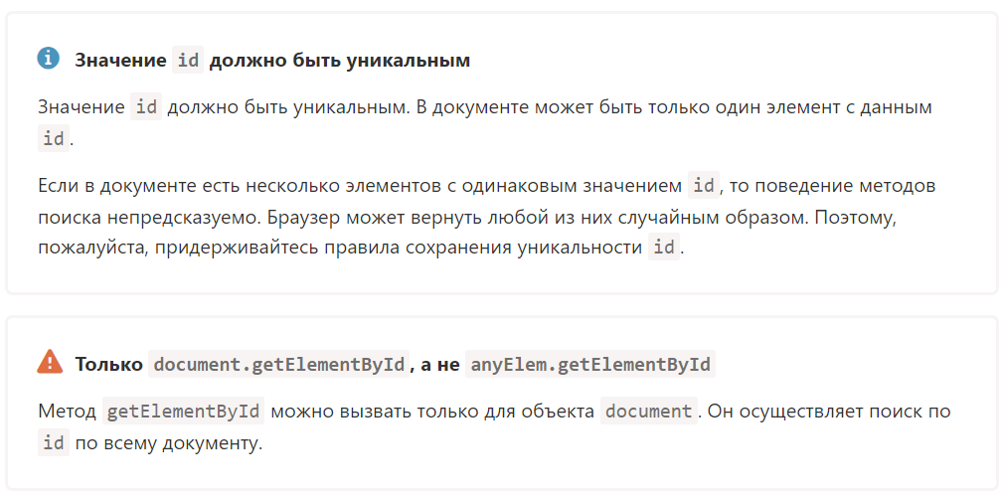 Значение id должно быть уникальным
Значение id должно быть уникальным. В документе может быть только один элемент с данным
id.
Если в документе есть несколько элементов с одинаковым значением id, то поведение методов
поиска непредсказуемо. Браузер может вернуть любой из них случайным образом. Поэтому,
пожалуйста, придерживайтесь правила сохранения уникальности id.
Только document.getElementById, а не anyElem.getElementById
Метод getElementById можно вызвать только для объекта document. Он осуществляет поиск по
id по всему документу.